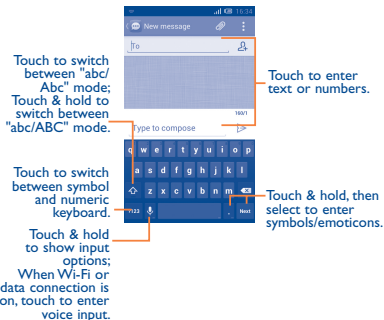 16:34
New message
To
160/1
Type to compose
q w e r t y u i o p
a s d f g h j k l
z x c v b n m
?123 . Next
Touch to switch
between "abc/
Abc" mode;
Touch & hold to
switch between
"abc/ABC" mode.
Touch to switch
between symbol
and numeric
keyboard.
Touch & hold
to show input
options;
When Wi-Fi or
data connection is
on, touch to enter
voice input.
Touch to enter
text or numbers.
Touch & hold, then
select to enter
symbols/emoticons.